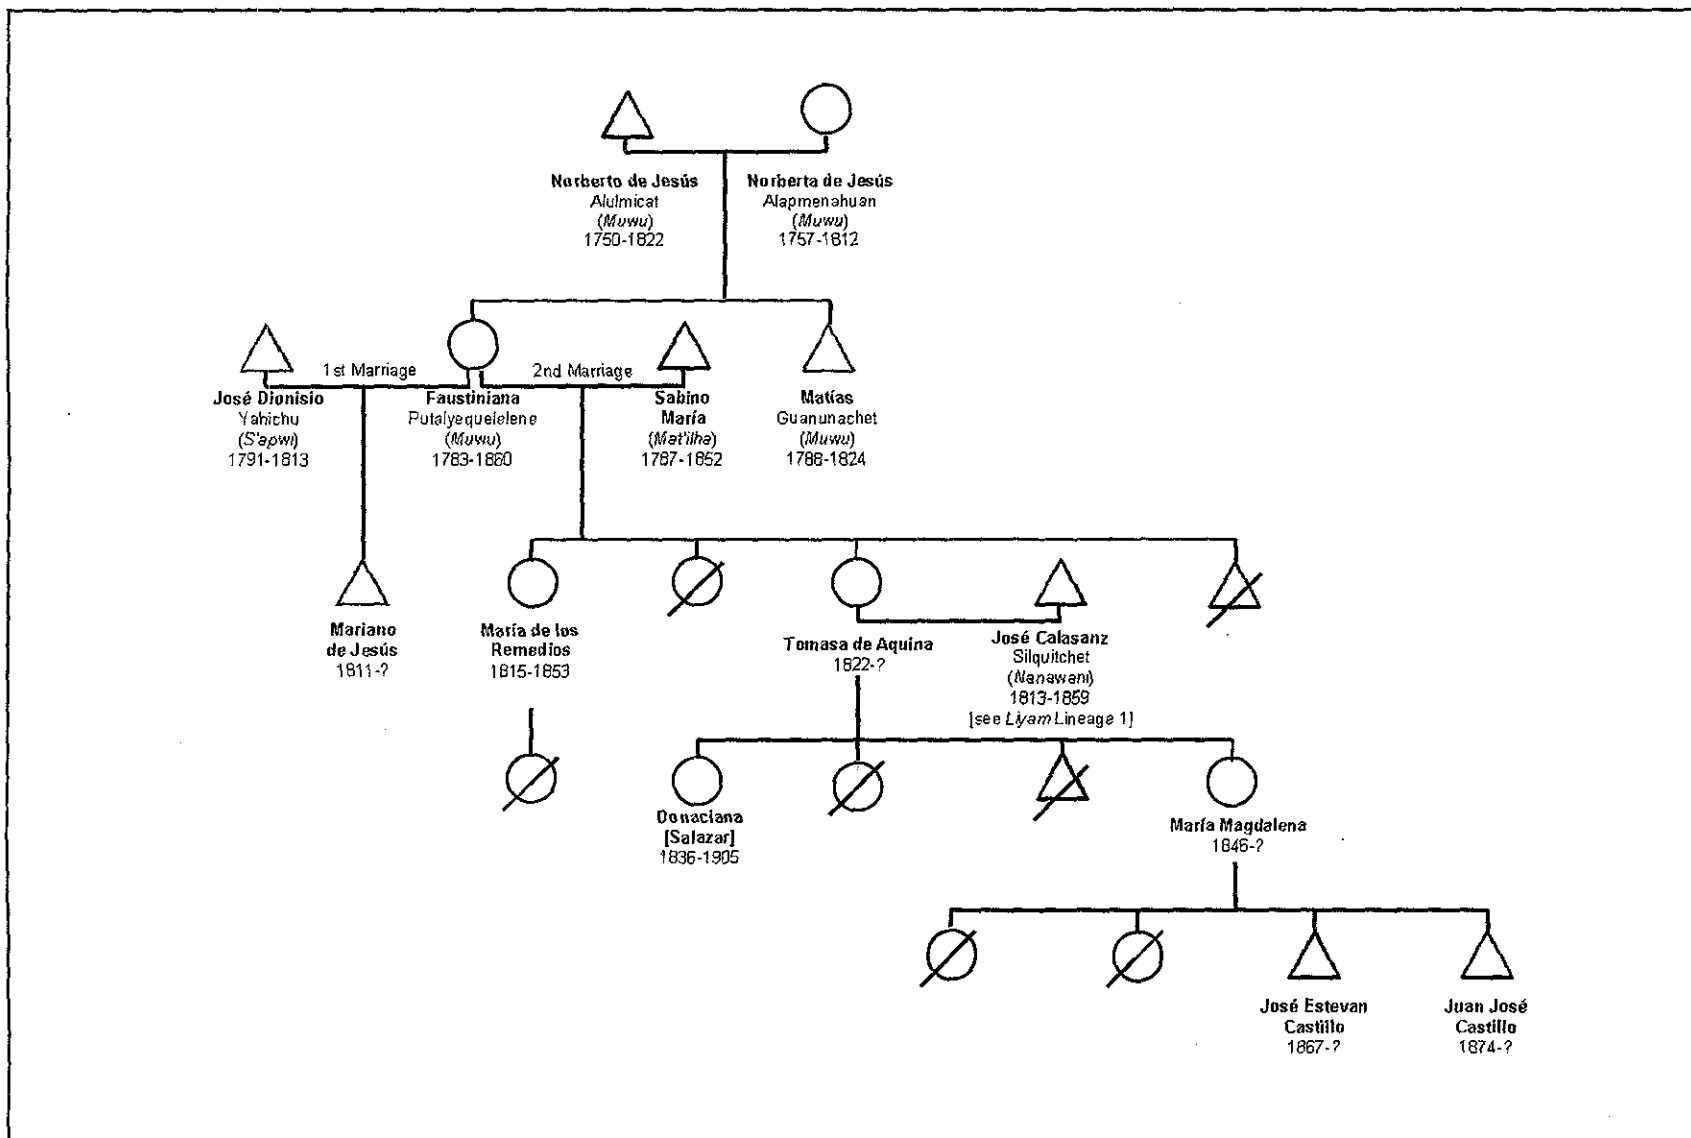 Norberto de Jesús
Alulmicat
(Muwu)
1750-1822
Norberta de Jesús
Alapmenahuan
(Muwu)
1757-1812
1st Marriage
2nd Marriage
José Dionisio
Yahichu
(S'apwi)
1791-1813
Faustiniana
Putalyequelelene
(Muwu)
1783-1860
Sabino
María
(Mat'ilha)
1787-1852
Matías
Guanunachet
(Muwu)
1788-1824
Mariano
de Jesús
1811-?
María de los
Remedios
1815-1853
Tomasa de Aquina
1822-?
José Calasanz
Silquitchet
(Nanawani)
1813-1859
[see Liyam Lineage 1]
Donaciana
[Salazar]
1836-1905
María Magdalena
1846-?
José Estevan
Castillo
1867-?
Juan José
Castillo
1874-?